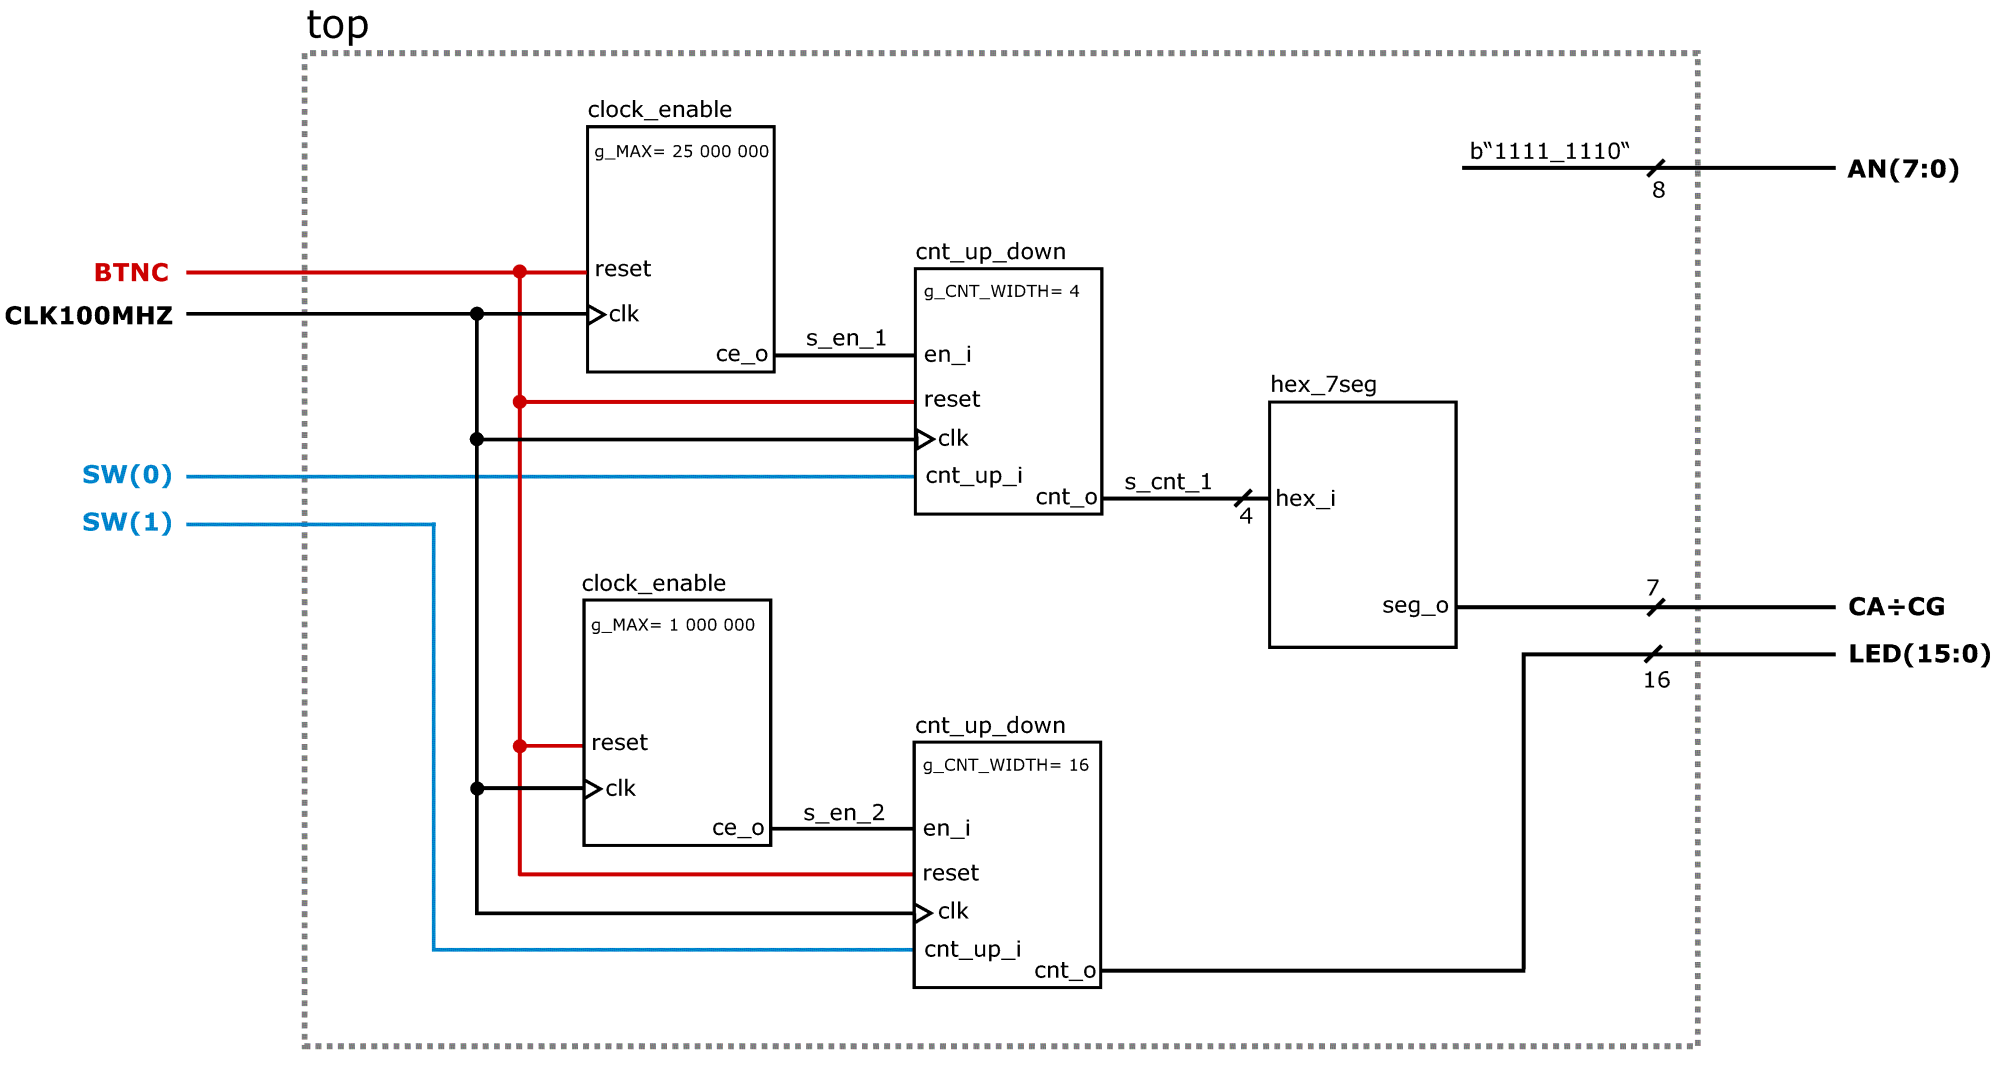 top
clock_enable
g_MAX= 25 000 000
reset
clk
ce_o
BTNC
CLK100MHZ
SW(0)
SW(1)
s_en_1
cnt_up_down
g_CNT_WIDTH= 4
en_i
reset
clk
cnt_up_i
cnt_o
s_cnt_1
4
hex_7seg
hex_i
seg_o
b“1111_1110“
8
AN(7:0)
7
CA÷CG
16
LED(15:0)
clock_enable
g_MAX= 1 000 000
reset
clk
ce_o
s_en_2
cnt_up_down
g_CNT_WIDTH= 16
en_i
reset
clk
cnt_up_i
cnt_o